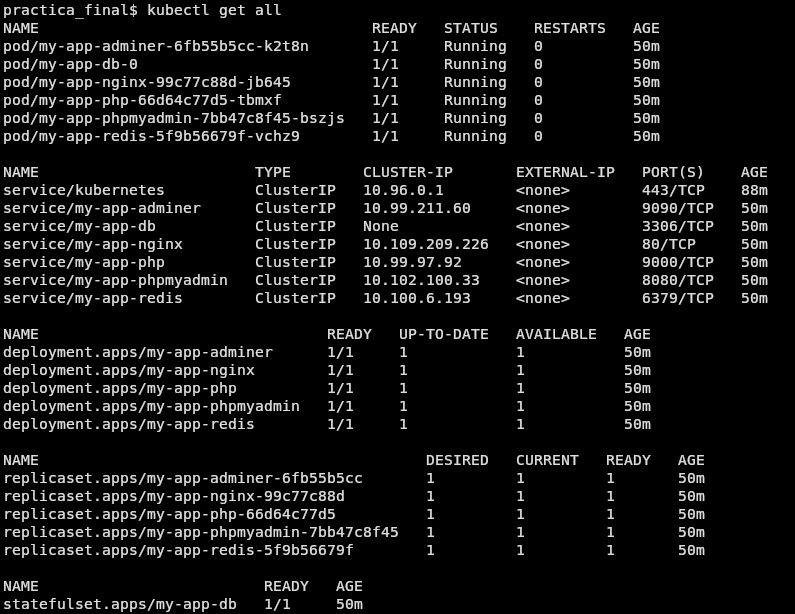 practica_final$ kubectl get all
NAME READY STATUS RESTARTS AGE
pod/my-app-adminer-6fb55b5cc-k2t8n 1/1 Running 0 50m
pod/my-app-db-0 1/1 Running 0 50m
pod/my-app-nginx-99c77c88d-jb645 1/1 Running 0 50m
pod/my-app-php-66d64c77d5-tbmxf 1/1 Running 0 50m
pod/my-app-phpmyadmin-7bb47c8f45-bszjs 1/1 Running 0 50m
pod/my-app-redis-5f9b56679f-vchz9 1/1 Running 0 50m

NAME TYPE CLUSTER-IP EXTERNAL-IP PORT(S) AGE
service/kubernetes ClusterIP 10.96.0.1 <none> 443/TCP 88m
service/my-app-adminer ClusterIP 10.99.211.60 <none> 9090/TCP 50m
service/my-app-db ClusterIP None <none> 3306/TCP 50m
service/my-app-nginx ClusterIP 10.109.209.226 <none> 80/TCP 50m
service/my-app-php ClusterIP 10.99.97.92 <none> 9000/TCP 50m
service/my-app-phpmyadmin ClusterIP 10.102.100.33 <none> 8080/TCP 50m
service/my-app-redis ClusterIP 10.100.6.193 <none> 6379/TCP 50m

NAME READY UP-TO-DATE AVAILABLE AGE
deployment.apps/my-app-adminer 1/1 1 1 50m
deployment.apps/my-app-nginx 1/1 1 1 50m
deployment.apps/my-app-php 1/1 1 1 50m
deployment.apps/my-app-phpmyadmin 1/1 1 1 50m
deployment.apps/my-app-redis 1/1 1 1 50m

NAME DESIRED CURRENT READY AGE
replicaset.apps/my-app-adminer-6fb55b5cc 1 1 1 50m
replicaset.apps/my-app-nginx-99c77c88d 1 1 1 50m
replicaset.apps/my-app-php-66d64c77d5 1 1 1 50m
replicaset.apps/my-app-phpmyadmin-7bb47c8f45 1 1 1 50m
replicaset.apps/my-app-redis-5f9b56679f 1 1 1 50m

NAME READY AGE
statefulset.apps/my-app-db 1/1 50m